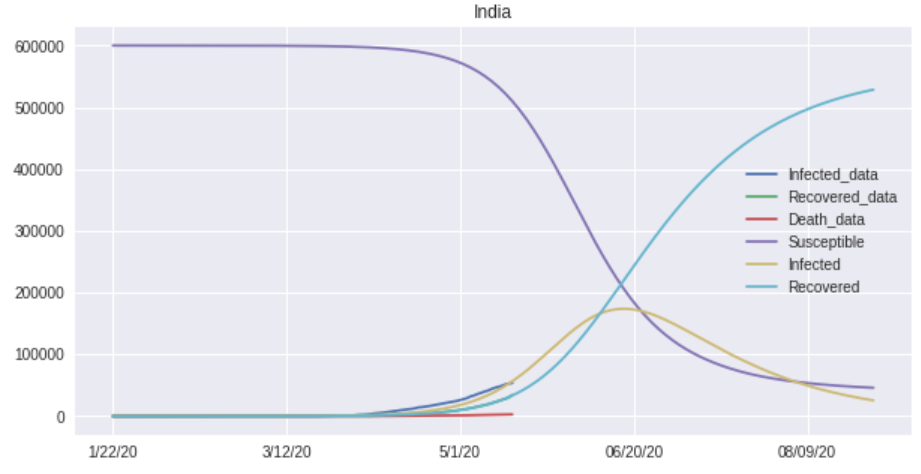 India
600000
500000
400000
300000
200000
100000
0
Infected_data
Recovered_data
Death_data
Susceptible
Infected
Recovered
1/22/20 3/12/20 5/1/20 06/20/20 08/09/20